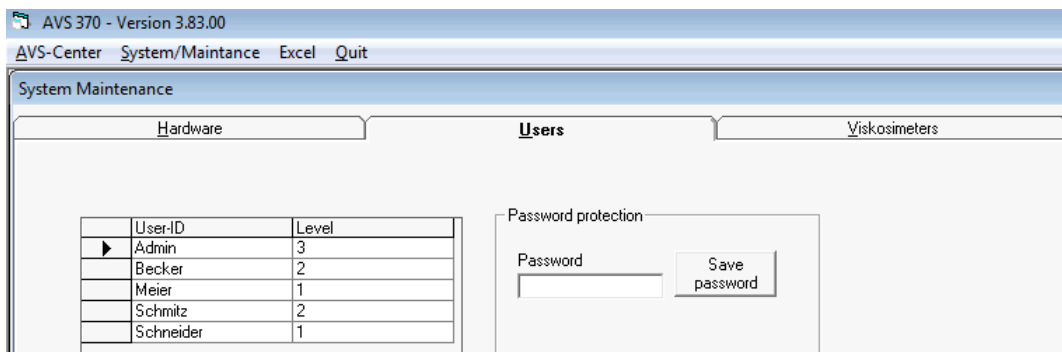 AVS 370 - Version 3.83.00
AVS-Center System/Maintance Excel Quit
System Maintenance
Hardware Users Viskosimeters
User-ID Level
Admin 3
Becker 2
Meier 1
Schmitz 2
Schneider 1
Password protection
Password
Save
password